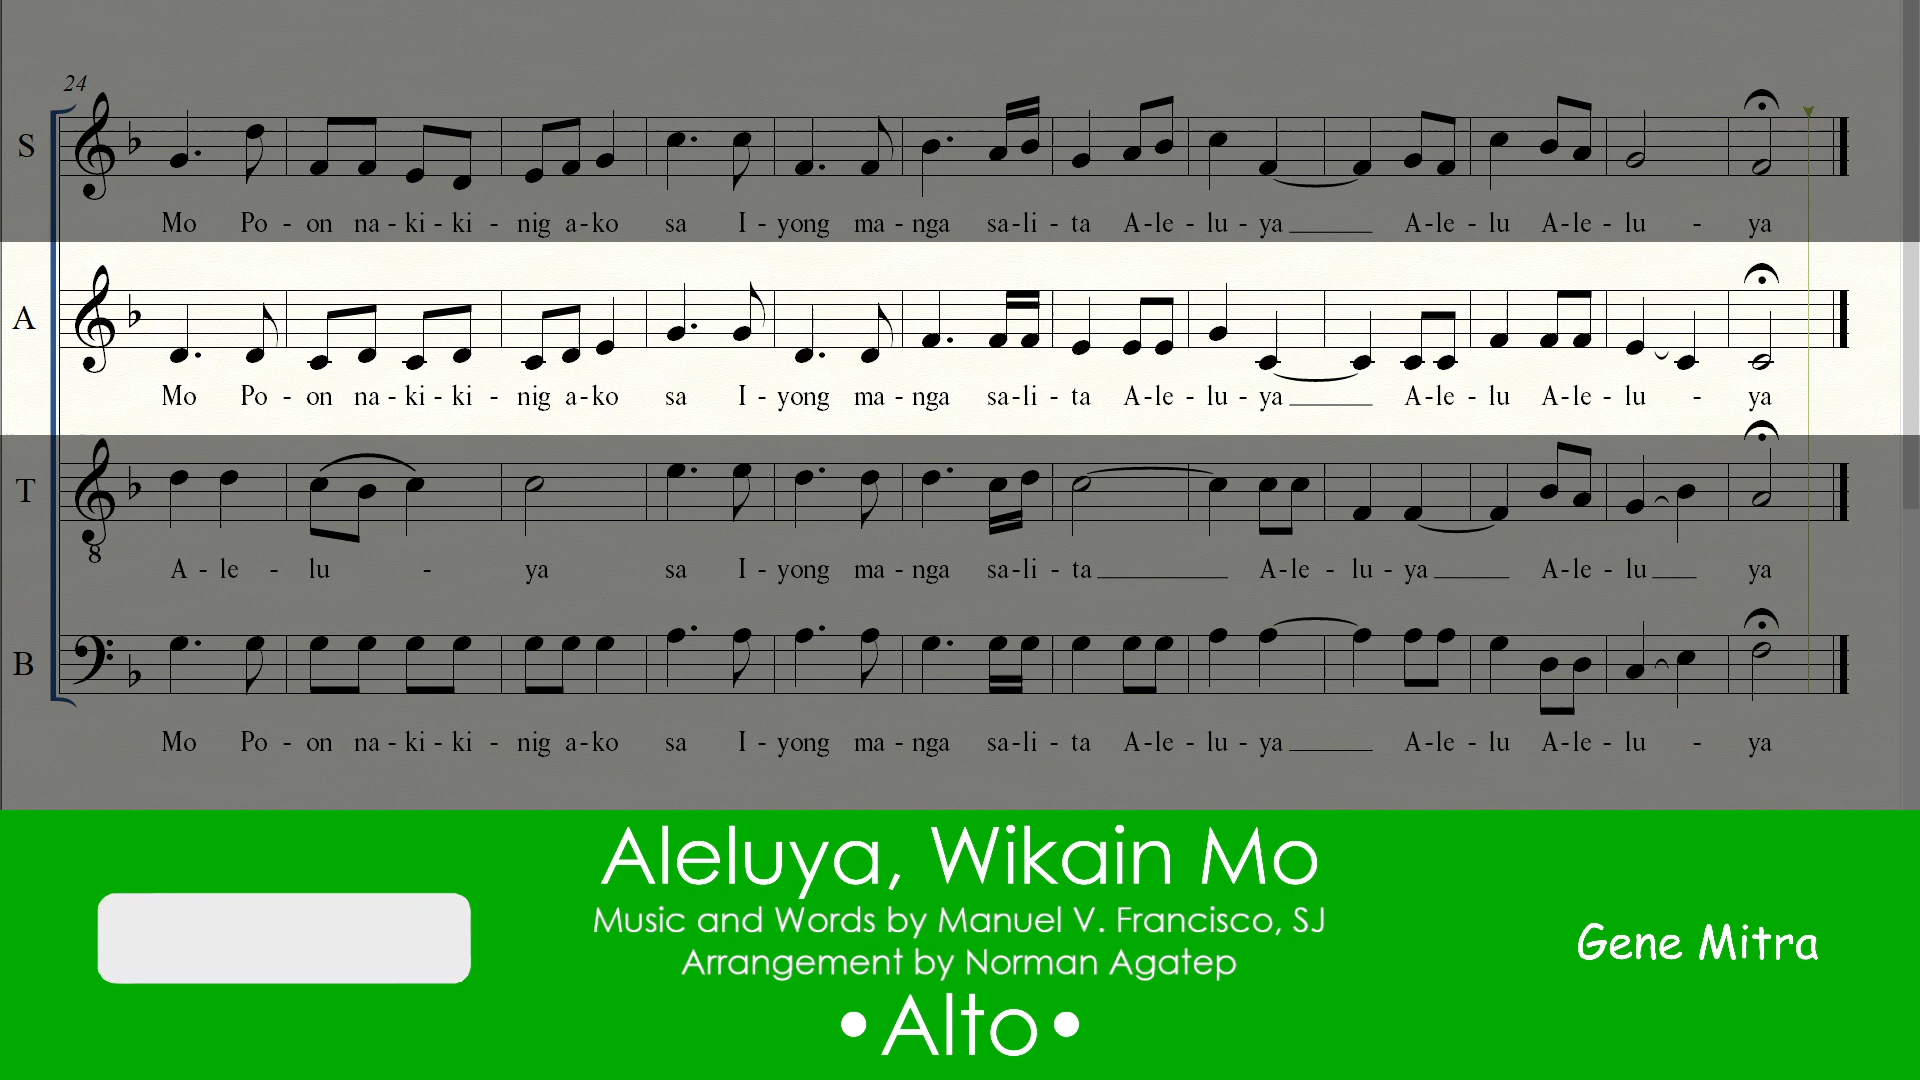 24
S
Mo Po - on na - ki - ki - nig a - ko sa I - yong ma - nga sa - li - ta A - le - lu - ya A - le - lu A - le - lu - ya
A
Mo Po - on na - ki - ki - nig a - ko sa I - yong ma - nga sa - li - ta A - le - lu - ya A - le - lu A - le - lu - ya
T
8
A - le - lu - ya sa I - yong ma - nga sa - li - ta A - le - lu - ya A - le - lu ya
B
Mo Po - on na - ki - ki - nig a - ko sa I - yong ma - nga sa - li - ta A - le - lu - ya A - le - lu A - le - lu - ya
Aleluya, Wikain Mo
Music and Words by Manuel V. Francisco, SJ
Arrangement by Norman Agatep
•Alto•
Gene Mitra